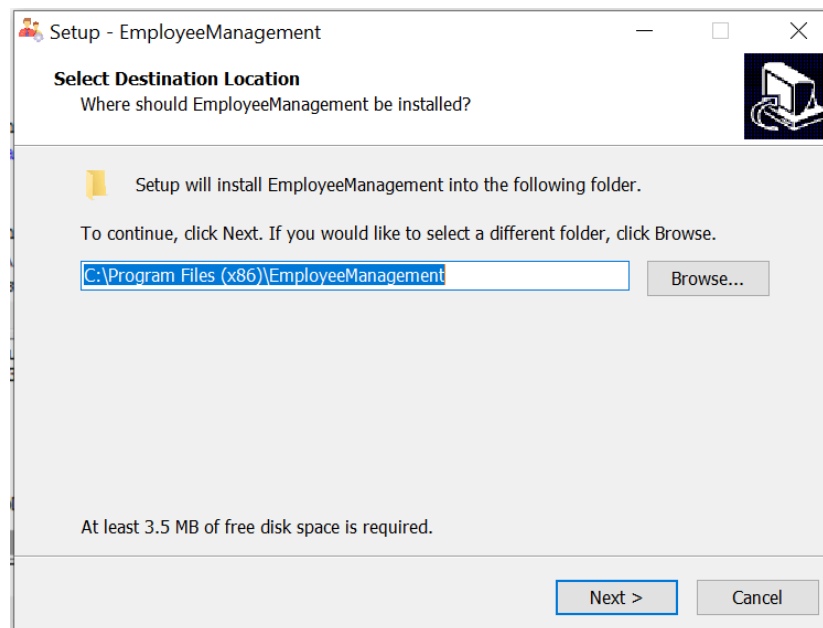 Setup - EmployeeManagement
Select Destination Location
Where should EmployeeManagement be installed?
Setup will install EmployeeManagement into the following folder.
To continue, click Next. If you would like to select a different folder, click Browse.
C:\Program Files (x86)\EmployeeManagement
Browse...
At least 3.5 MB of free disk space is required.
Next >
Cancel